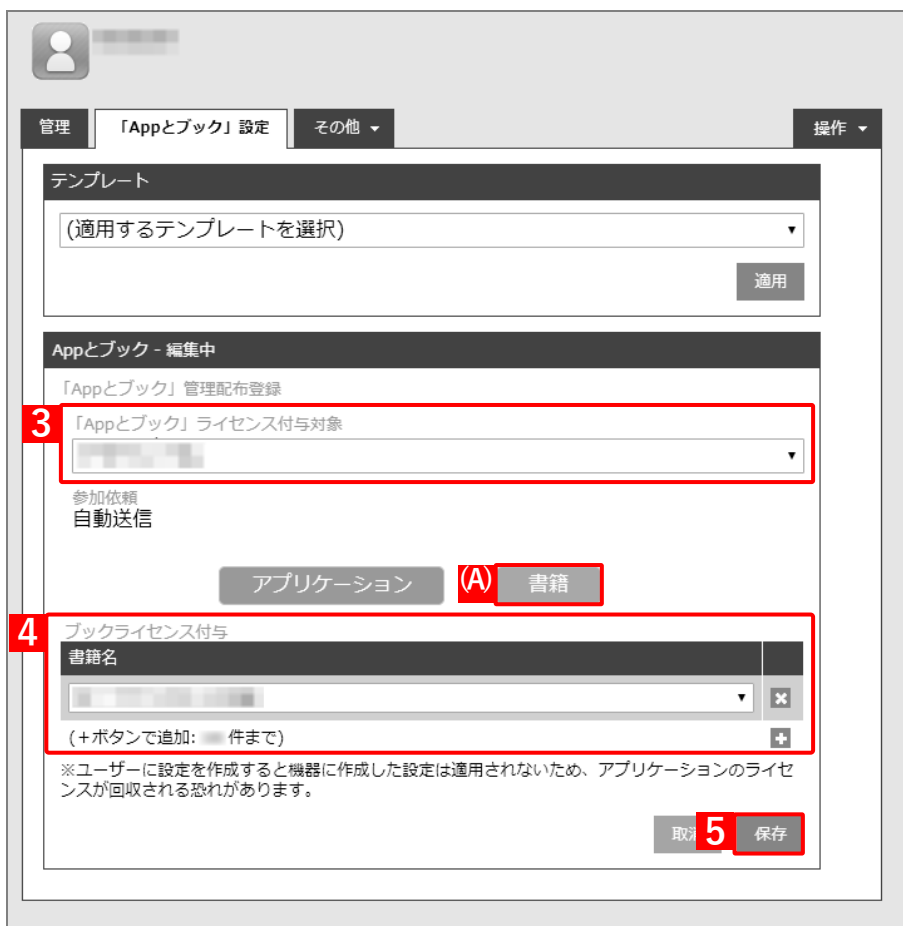 管理 「Appとブック」設定 その他 ▼ 操作 ▼
テンプレート
(適用するテンプレートを選択) ▼
適用
Appとブック - 編集中
「Appとブック」管理配布登録
3
「Appとブック」ライセンス付与対象
▼
参加依頼
自動送信
アプリケーション (A) 書籍
4
ブックライセンス付与
書籍名
▼
(+ボタンで追加: 件まで)
※ユーザーに設定を作成すると機器に作成した設定は適用されないため、アプリケーションのライセ
ンスが回収される恐れがあります。
5 保存